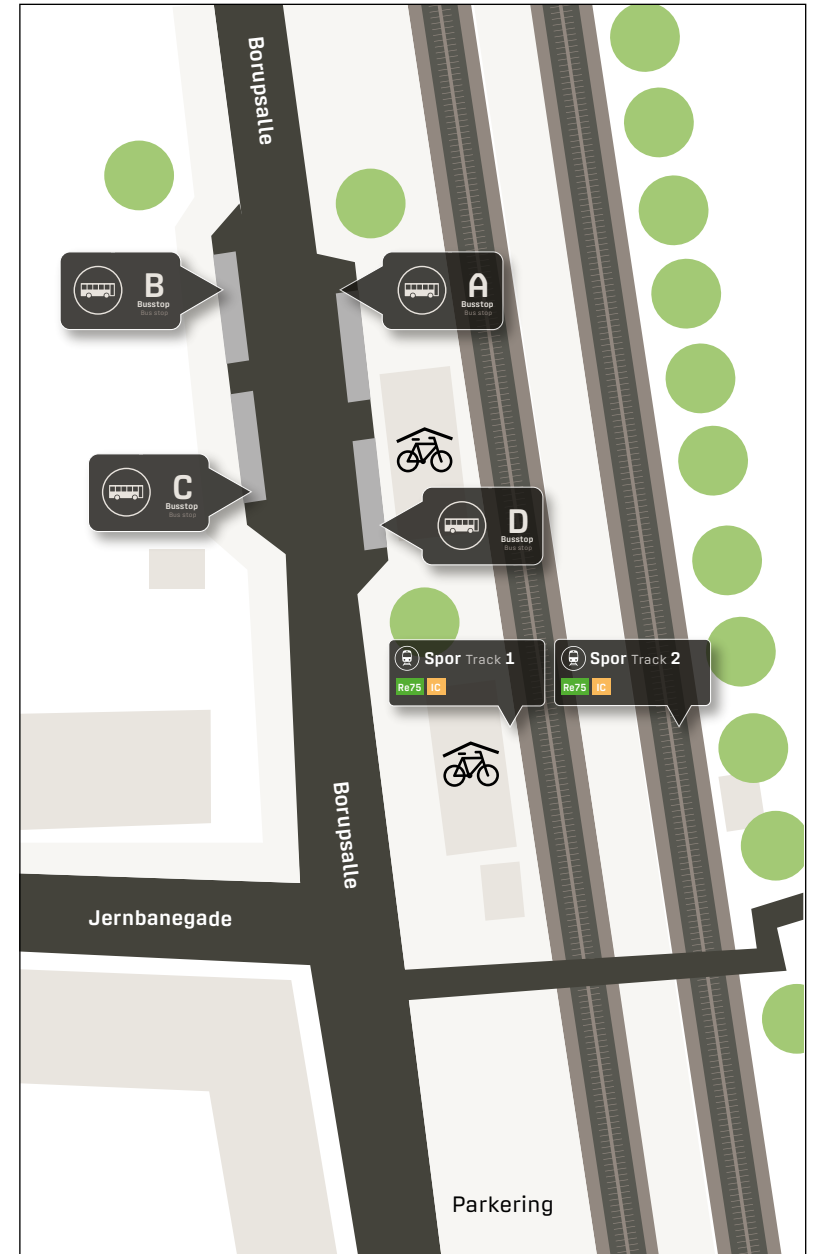 Borupsalle
B
Busstop
Bus stop
A
Busstop
Bus stop
C
Busstop
Bus stop
D
Busstop
Bus stop
Spor Track 1
Re75 IC
Spor Track 2
Re75 IC
Borupsalle
Jernbanegade
Parkering